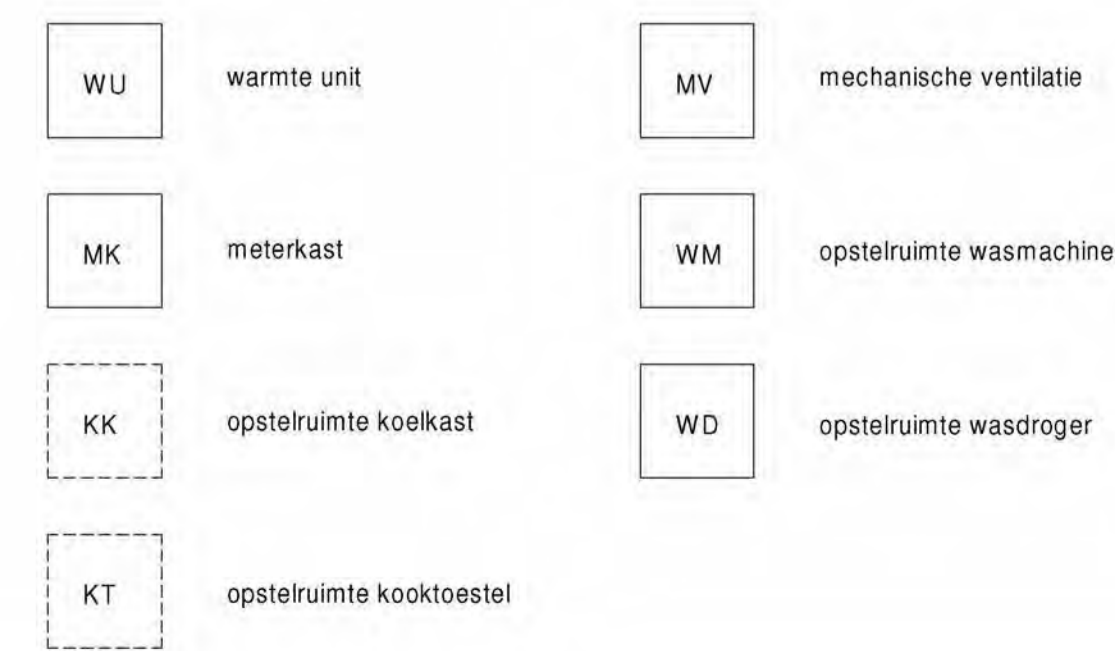 WU warmte unit
MK meterkast
KK opstelruimte koelkast
KT opstelruimte kooktoestel
MV mechanische ventilatie
WM opstelruimte wasmachine
WD opstelruimte wasdroger